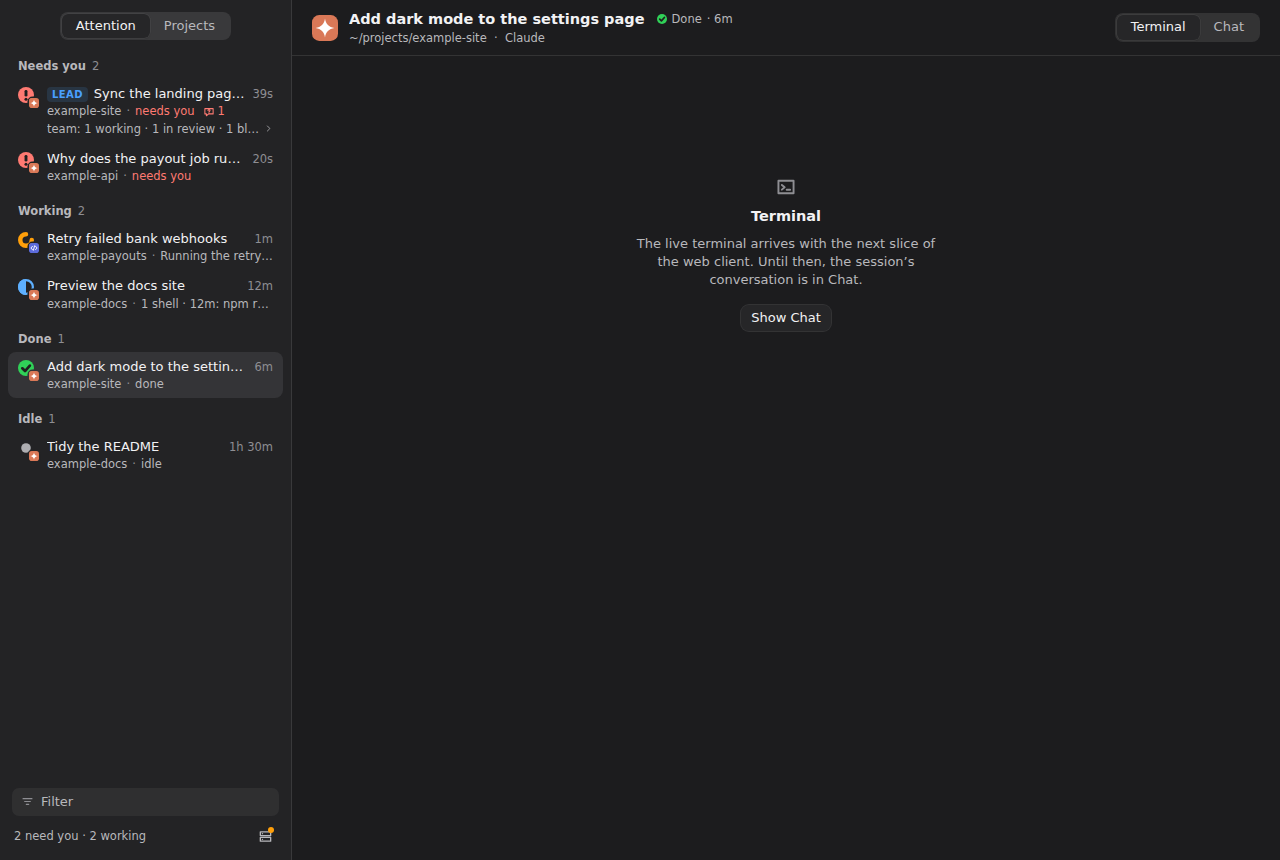 Attention Projects
Needs you 2
LEAD Sync the landing pag… 39s
example-site · needs you 1
team: 1 working · 1 in review · 1 bl…
Why does the payout job ru… 20s
example-api · needs you
Working 2
Retry failed bank webhooks 1m
example-payouts · Running the retry…
Preview the docs site 12m
example-docs · 1 shell · 12m: npm r…
Done 1
Add dark mode to the settin… 6m
example-site · done
Idle 1
Tidy the README 1h 30m
example-docs · idle
Filter
2 need you · 2 working
Add dark mode to the settings page Done · 6m
~/projects/example-site · Claude
Terminal Chat
Terminal
The live terminal arrives with the next slice of
the web client. Until then, the session’s
conversation is in Chat.
Show Chat